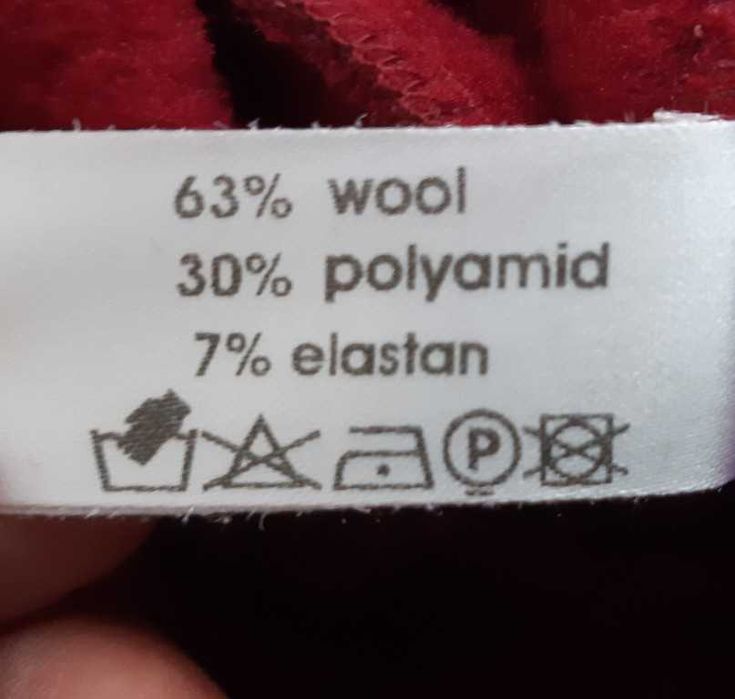 63% wool
30% polyamid
7% elastan
P